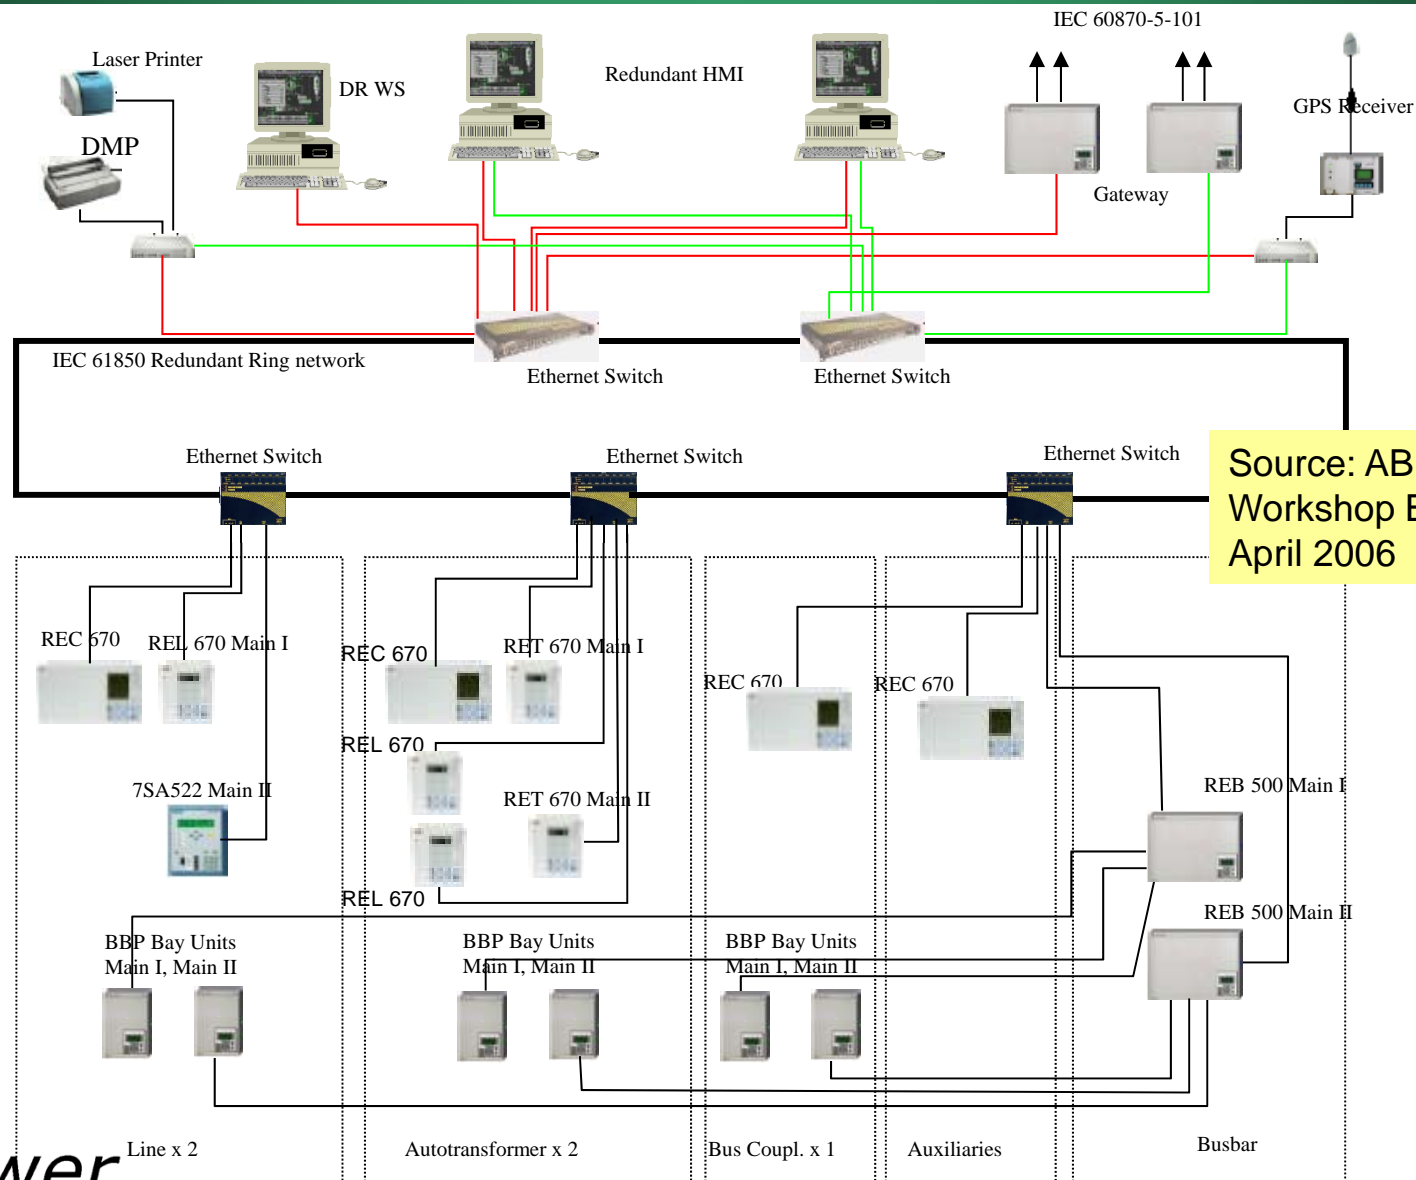 IEC 60870-5-101
Laser Printer
DR WS
Redundant HMI
GPS Receiver
DMP
Gateway
IEC 61850 Redundant Ring network
Ethernet Switch
Ethernet Switch
Ethernet Switch
Ethernet Switch
Ethernet Switch
Source: AB
Workshop
April 2006
REC 670
REL 670 Main I
REC 670
RET 670 Main I
REC 670
REC 670
REL 670
7SA522 Main II
RET 670 Main II
REB 500 Main I
REL 670
REB 500 Main II
BBP Bay Units
Main I, Main II
BBP Bay Units
Main I, Main II
BBP Bay Units
Main I, Main II
Line x 2
Autotransformer x 2
Bus Coupl. x 1
Auxiliaries
Busbar
wer